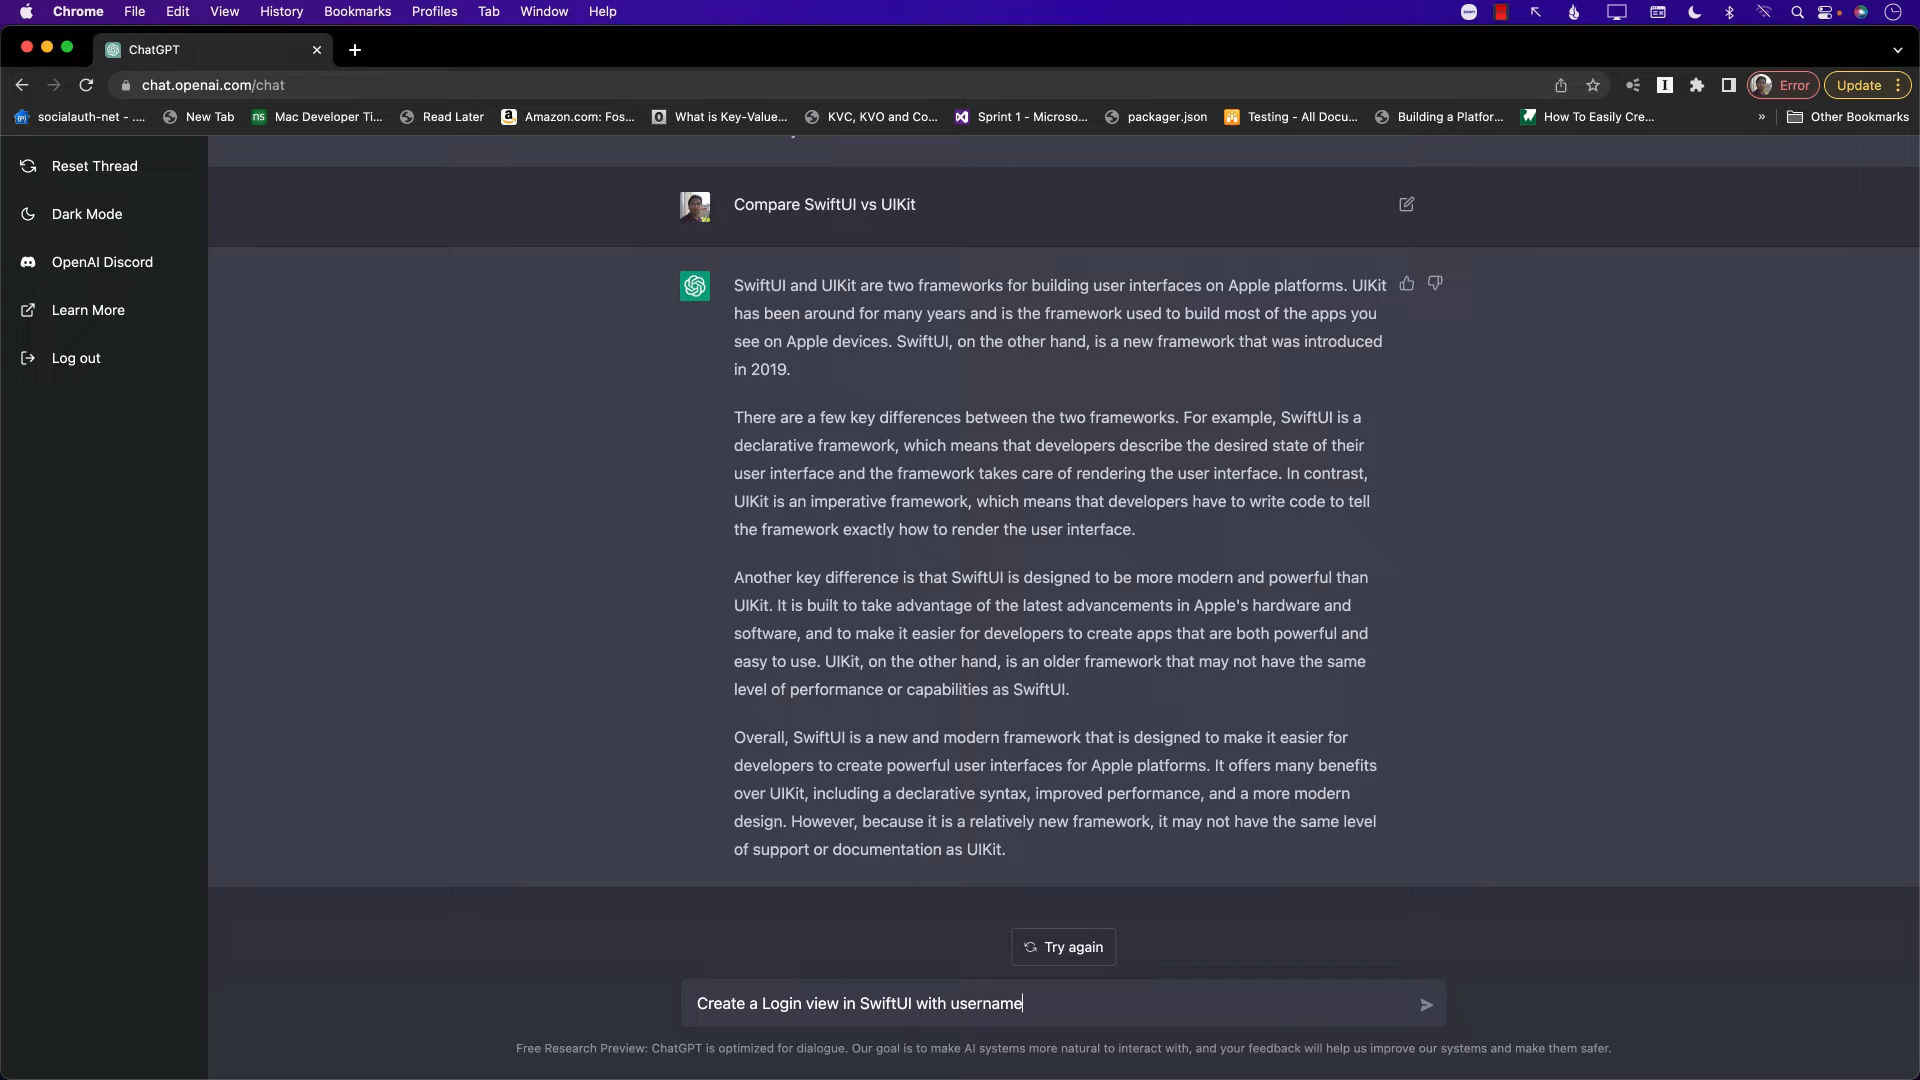 Chrome File Edit View History Bookmarks Profiles Tab Window Help
zoom
ChatGPT
chat.openai.com/chat
Error
Update
socialauth-net - .... New Tab ns Mac Developer Ti... Read Later Amazon.com: Fos... What is Key-Value... KVC, KVO and Co... Sprint 1 - Microso... packager.json Testing - All Docu... Building a Platfor... How To Easily Cre... » Other Bookmarks
Reset Thread
Dark Mode
OpenAI Discord
Learn More
Log out
Compare SwiftUI vs UIKit
SwiftUI and UIKit are two frameworks for building user interfaces on Apple platforms. UIKit
has been around for many years and is the framework used to build most of the apps you
see on Apple devices. SwiftUI, on the other hand, is a new framework that was introduced
in 2019.
There are a few key differences between the two frameworks. For example, SwiftUI is a
declarative framework, which means that developers describe the desired state of their
user interface and the framework takes care of rendering the user interface. In contrast,
UIKit is an imperative framework, which means that developers have to write code to tell
the framework exactly how to render the user interface.
Another key difference is that SwiftUI is designed to be more modern and powerful than
UIKit. It is built to take advantage of the latest advancements in Apple's hardware and
software, and to make it easier for developers to create apps that are both powerful and
easy to use. UIKit, on the other hand, is an older framework that may not have the same
level of performance or capabilities as SwiftUI.
Overall, SwiftUI is a new and modern framework that is designed to make it easier for
developers to create powerful user interfaces for Apple platforms. It offers many benefits
over UIKit, including a declarative syntax, improved performance, and a more modern
design. However, because it is a relatively new framework, it may not have the same level
of support or documentation as UIKit.
Try again
Create a Login view in SwiftUI with username
Free Research Preview: ChatGPT is optimized for dialogue. Our goal is to make AI systems more natural to interact with, and your feedback will help us improve our systems and make them safer.